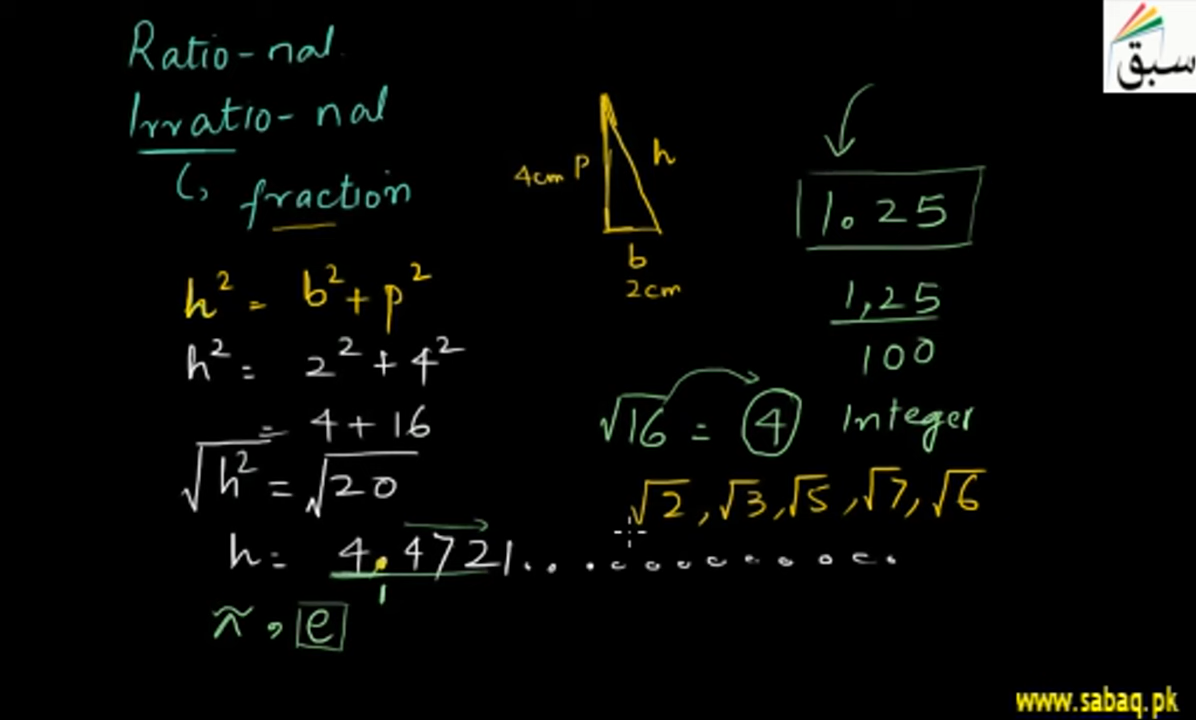 Ratio-nal
Irratio-nal
fraction
سبق
4cm P h
b
2cm
1.25
1,25
100
h² = b² + p²
h² = 2² + 4²
= 4 + 16
√h² = √20
h = 4.4721..............
π, e
√16 = 4 Integer
√2, √3, √5, √7, √6
www.sabaq.pk